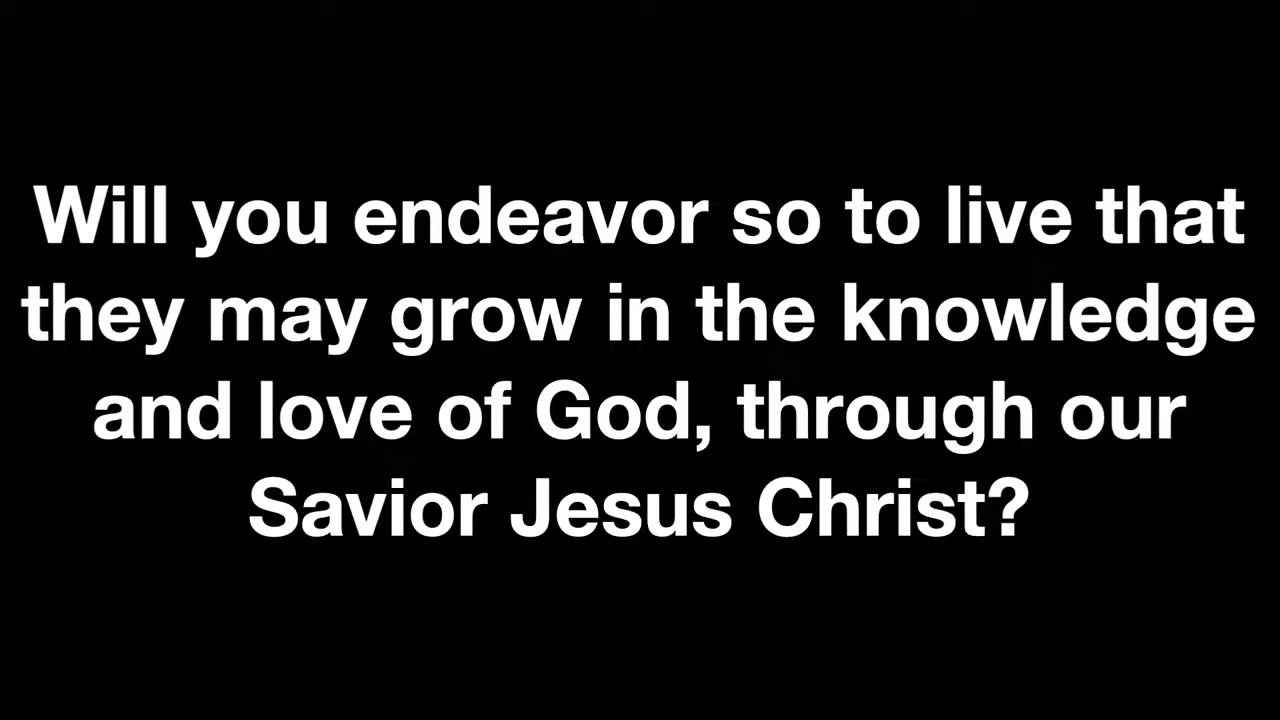 Will you endeavor so to live that
they may grow in the knowledge
and love of God, through our
Savior Jesus Christ?